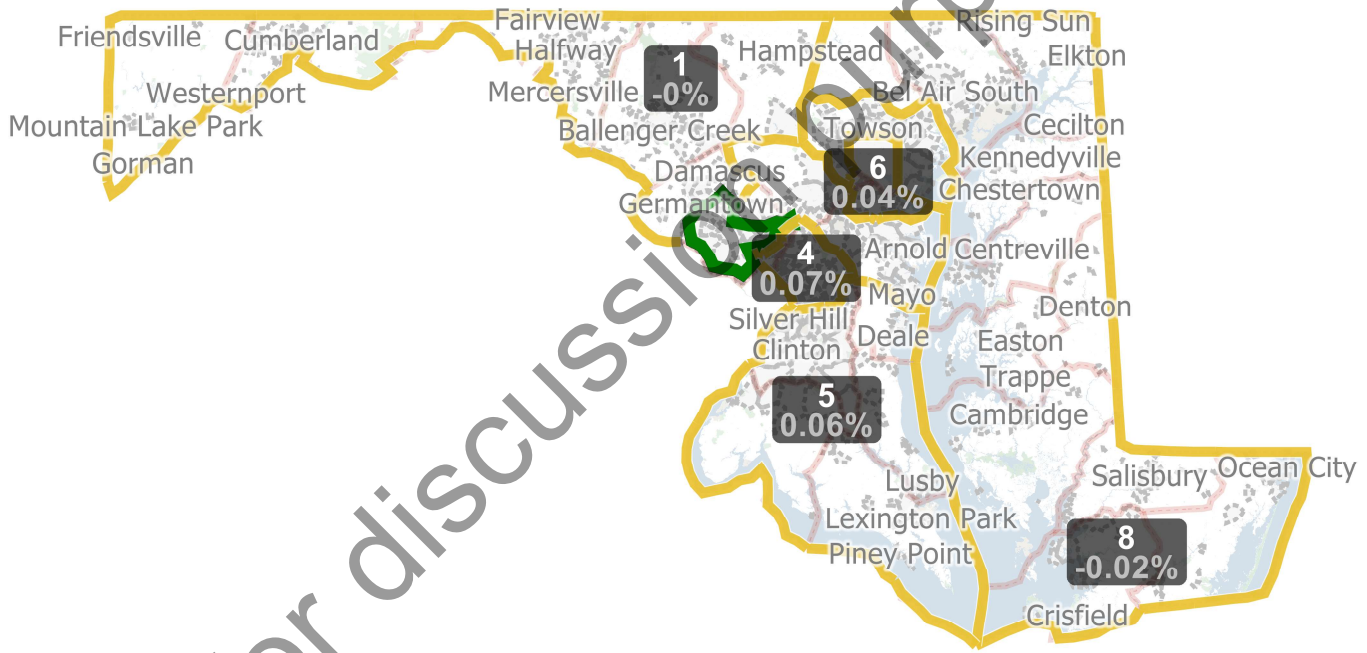 Fairview
Rising Sun
Friendsville
Cumberland
Halfway
Hampstead
Elkton
1
-0%
Westernport
Mercersville
Bel Air South
Mountain Lake Park
Ballenger Creek
Towson
Cecilton
Gorman
Damascus
6
0.04%
Kennedyville
Germantown
Chestertown
4
0.07%
Arnold
Centreville
Mayo
Denton
Silver Hill
Deale
Easton
Clinton
Trappe
5
0.06%
Cambridge
Lusby
Salisbury
Ocean City
Lexington Park
8
-0.02%
Piney Point
Crisfield
for discussion purp